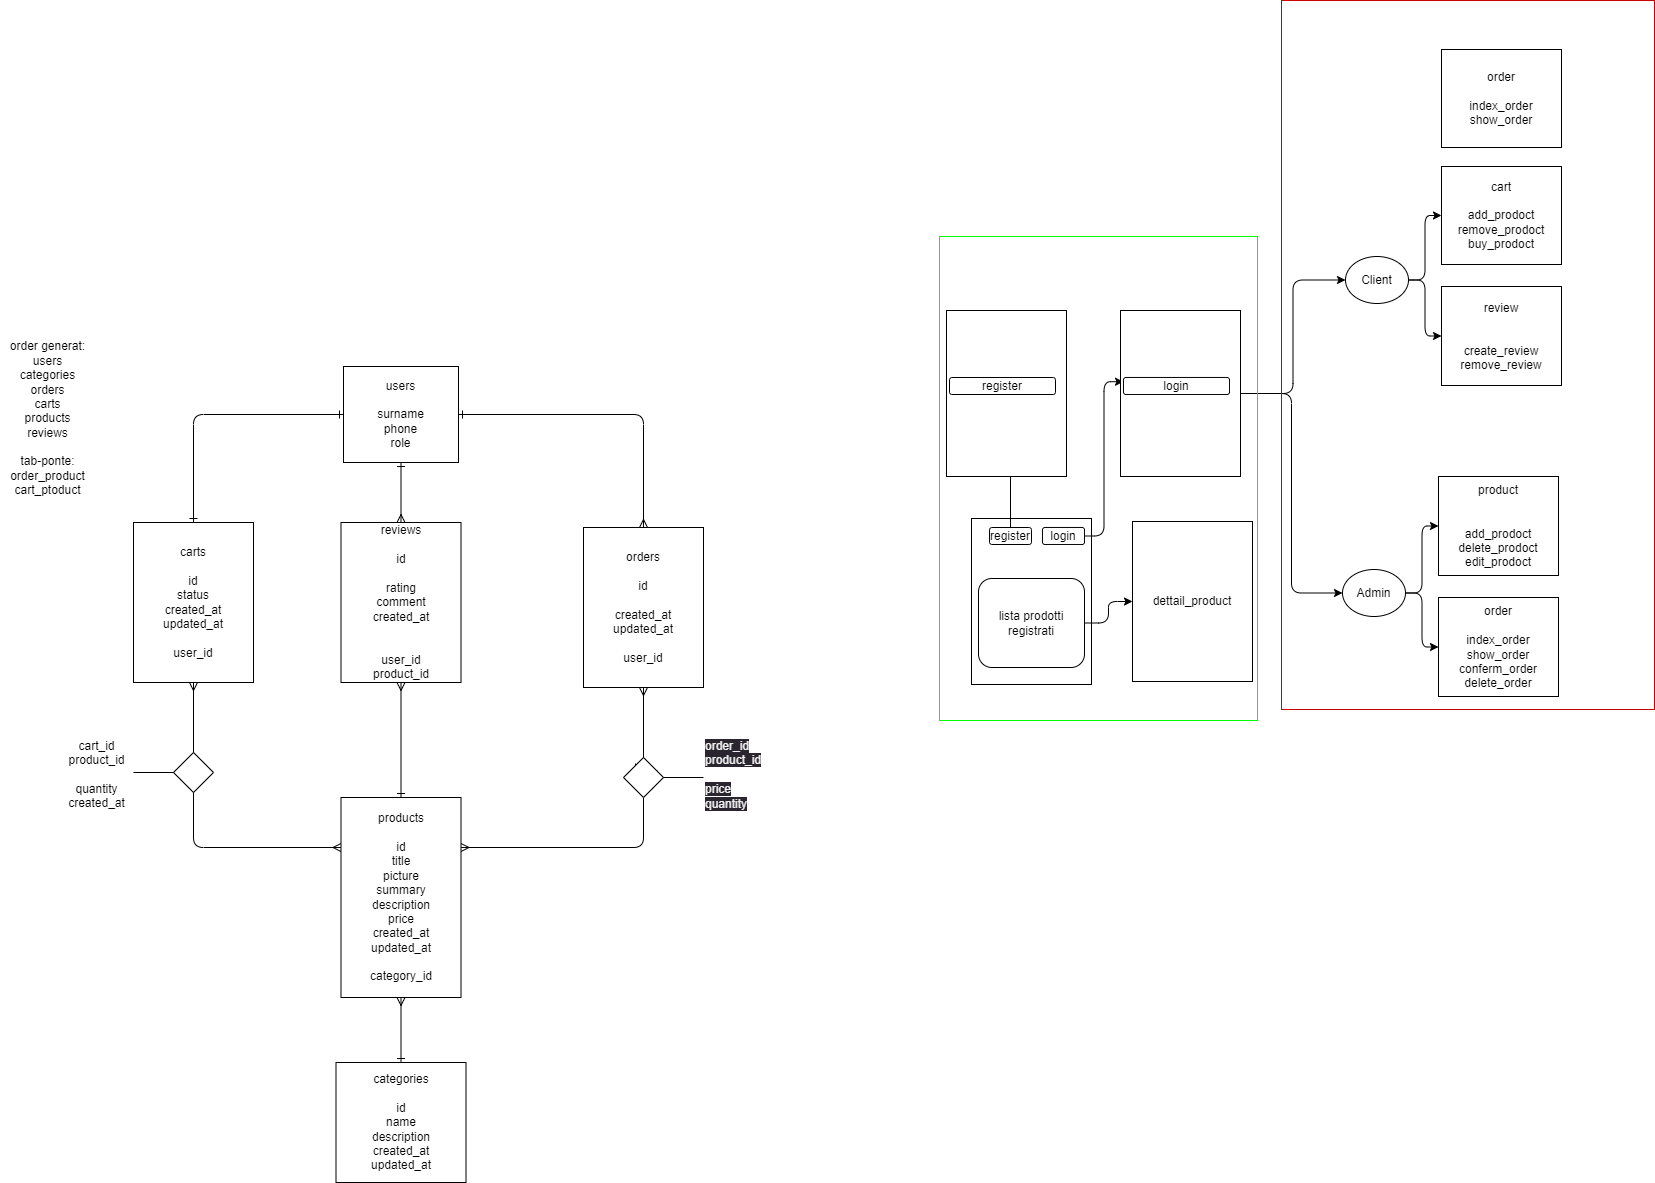 order generat:
users
categories
orders
carts
products
reviews
tab-ponte:
order_product
cart_ptoduct
users
surname
phone
role
carts
id
status
created_at
updated_at
user_id
reviews
id
rating
comment
created_at
user_id
product_id
orders
id
created_at
updated_at
user_id
cart_id
product_id
quantity
created_at
order_id
product_id
price
quantity
products
id
title
picture
summary
description
price
created_at
updated_at
category_id
categories
id
name
description
created_at
updated_at
register
login
register
login
lista prodotti
registrati
dettail_product
Client
Admin
order
index_order
show_order
cart
add_prodoct
remove_prodoct
buy_prodoct
review
create_review
remove_review
product
add_prodoct
delete_prodoct
edit_prodoct
order
index_order
show_order
conferm_order
delete_order